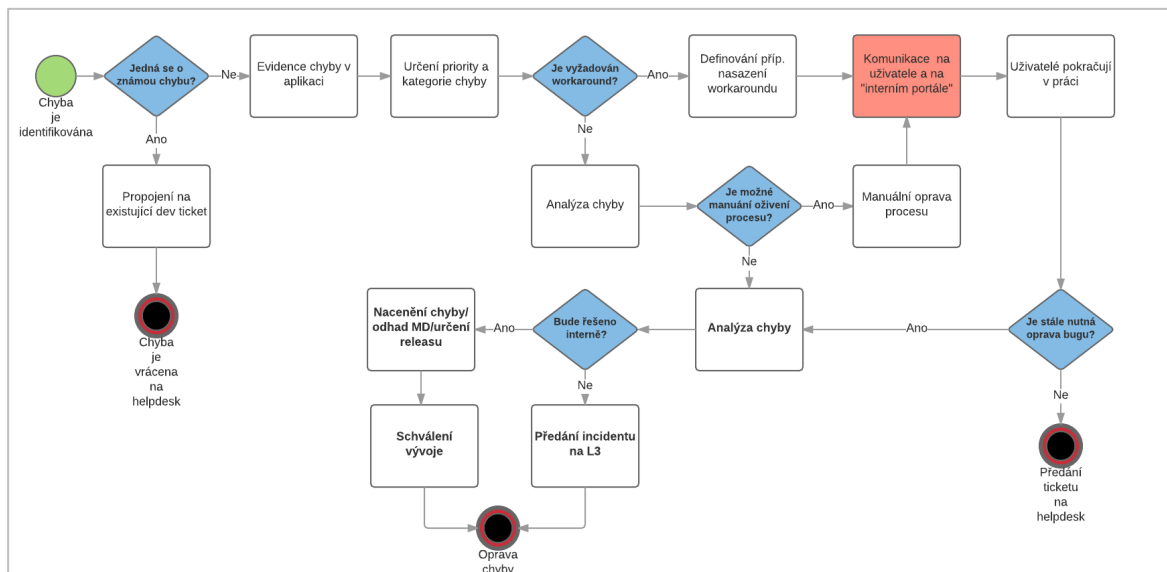 Chyba
je
identifikována
Jedná se o
známou chybu?
Ne
Evidence chyby v
aplikaci
Určení priority a
kategorie chyby
Je vyžadován
workaround?
Ano
Definování příp.
nasazení
workaroundu
Komunikace  na
uživatele a na
"interním portále"
Uživatelé pokračují
v práci
Ano
Propojení na
existující dev ticket
Chyba
je
vrácena
na
helpdesk
Ne
Analýza chyby
Je možné
manuání oživení
procesu?
Ano
Manuální oprava
procesu
Ne
Nacenění chyby/
odhad MD/určení
releasu
Ano
Bude řešeno
interně?
Analýza chyby
Ano
Je stále nutná
oprava bugu?
Ne
Ne
Schválení
vývoje
Předání incidentu
na L3
Předání
ticketu
na
helpdesk
Oprava
chyby